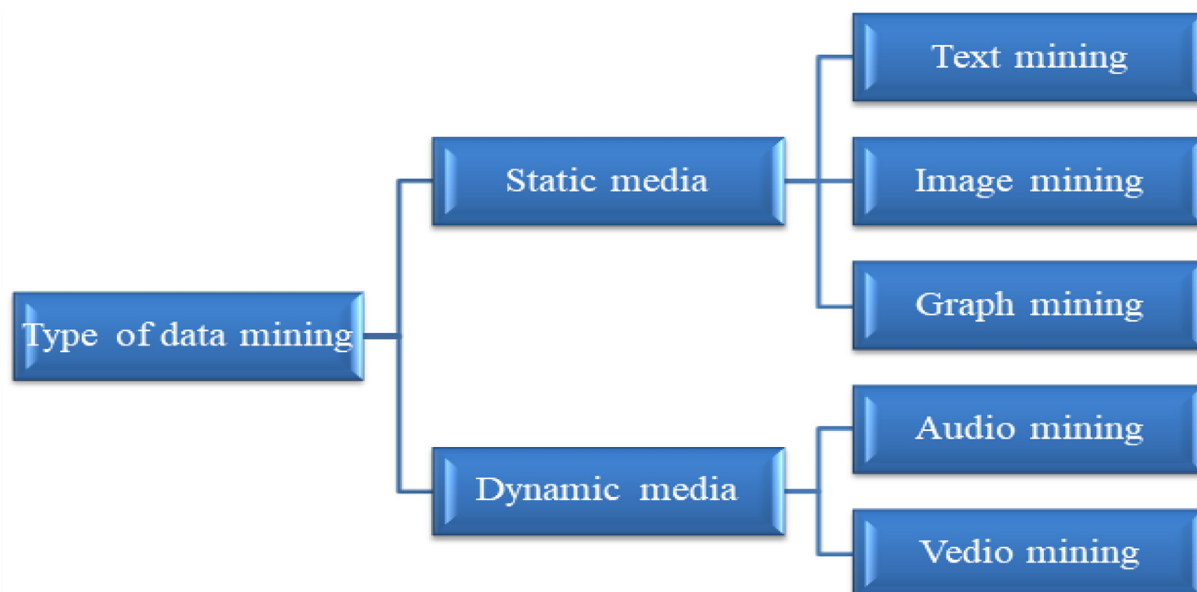 Type of data mining
Static media
Text mining
Image mining
Graph mining
Dynamic media
Audio mining
Vedio mining